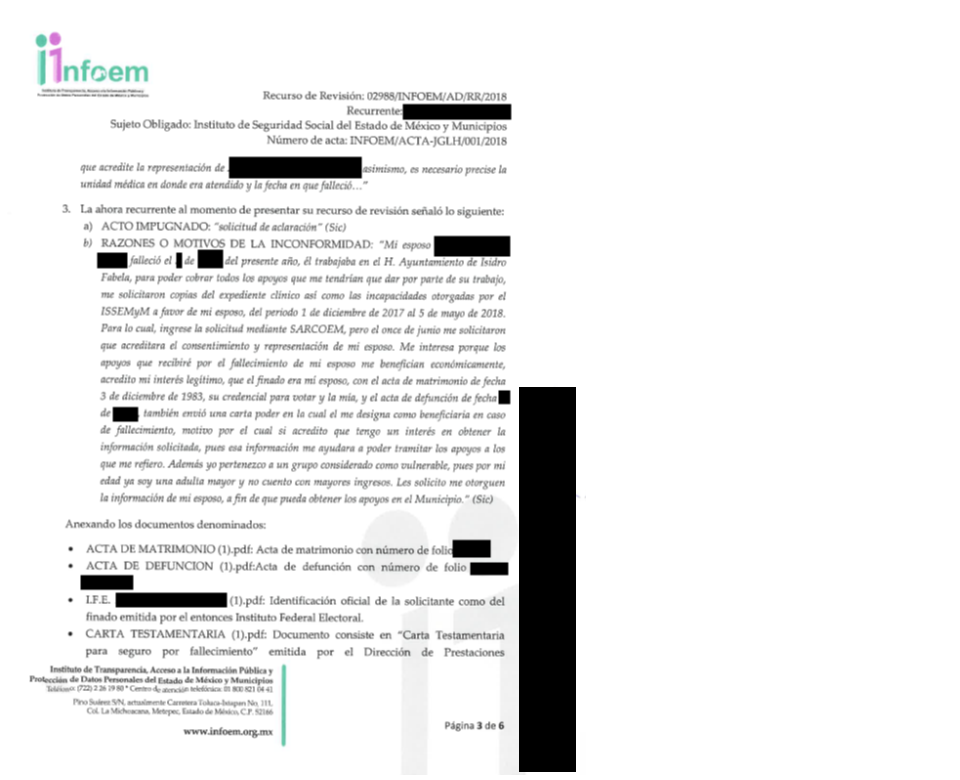 infoem
Instituto de Transparencia, Acceso a la Información Pública y
Protección de Datos Personales del Estado de México y Municipios
Recurso de Revisión: 02988/INFOEM/AD/RR/2018
Recurrente:
Sujeto Obligado: Instituto de Seguridad Social del Estado de México y Municipios
Número de acta: INFOEM/ACTA-JGLH/001/2018
que acredite la representación de asimismo, es necesario precise la
unidad médica en donde era atendido y la fecha en que falleció…"
3. La ahora recurrente al momento de presentar su recurso de revisión señaló lo siguiente:
a) ACTO IMPUGNADO: "solicitud de aclaración" (Sic)
b) RAZONES O MOTIVOS DE LA INCONFORMIDAD: "Mi esposo
falleció el de del presente año, él trabajaba en el H. Ayuntamiento de Isidro
Fabela, para poder cobrar todos los apoyos que me tendrían que dar por parte de su trabajo,
me solicitaron copias del expediente clínico así como las incapacidades otorgadas por el
ISSEMyM a favor de mi esposo, del periodo 1 de diciembre de 2017 al 5 de mayo de 2018.
Para lo cual, ingrese la solicitud mediante SARCOEM, pero el once de junio me solicitaron
que acreditara el consentimiento y representación de mi esposo. Me interesa porque los
apoyos que recibiré por el fallecimiento de mi esposo me benefician económicamente,
acredito mi interés legitimo, que el finado era mi esposo, con el acta de matrimonio de fecha
3 de diciembre de 1983, su credencial para votar y la mía, y el acta de defunción de fecha
de , también envió una carta poder en la cual el me designa como beneficiaria en caso
de fallecimiento, motivo por el cual si acredito que tengo un interés en obtener la
información solicitada, pues esa información me ayudara a poder tramitar los apoyos a los
que me refiero. Además yo pertenezco a un grupo considerado como vulnerable, pues por mi
edad ya soy una adulta mayor y no cuento con mayores ingresos. Les solicito me otorguen
la información de mi esposo, a fin de que pueda obtener los apoyos en el Municipio." (Sic)
Anexando los documentos denominados:
• ACTA DE MATRIMONIO (1).pdf: Acta de matrimonio con número de folio
• ACTA DE DEFUNCION (1).pdf:Acta de defunción con número de folio
• I.F.E. (1).pdf: Identificación oficial de la solicitante como del
finado emitida por el entonces Instituto Federal Electoral.
• CARTA TESTAMENTARIA (1).pdf: Documento consiste en "Carta Testamentaria
para seguro por fallecimiento" emitida por el Dirección de Prestaciones
Instituto de Transparencia, Acceso a la Información Pública y
Protección de Datos Personales del Estado de México y Municipios
Teléfono: (722) 2 26 19 80 * Centro de atención telefónica: 01 800 821 04 41
Pino Suárez S/N, actualmente Carretera Toluca-Ixtapan No. 111,
Col. La Michoacana, Metepec, Estado de México, C.P. 52166
www.infoem.org.mx
Página 3 de 6